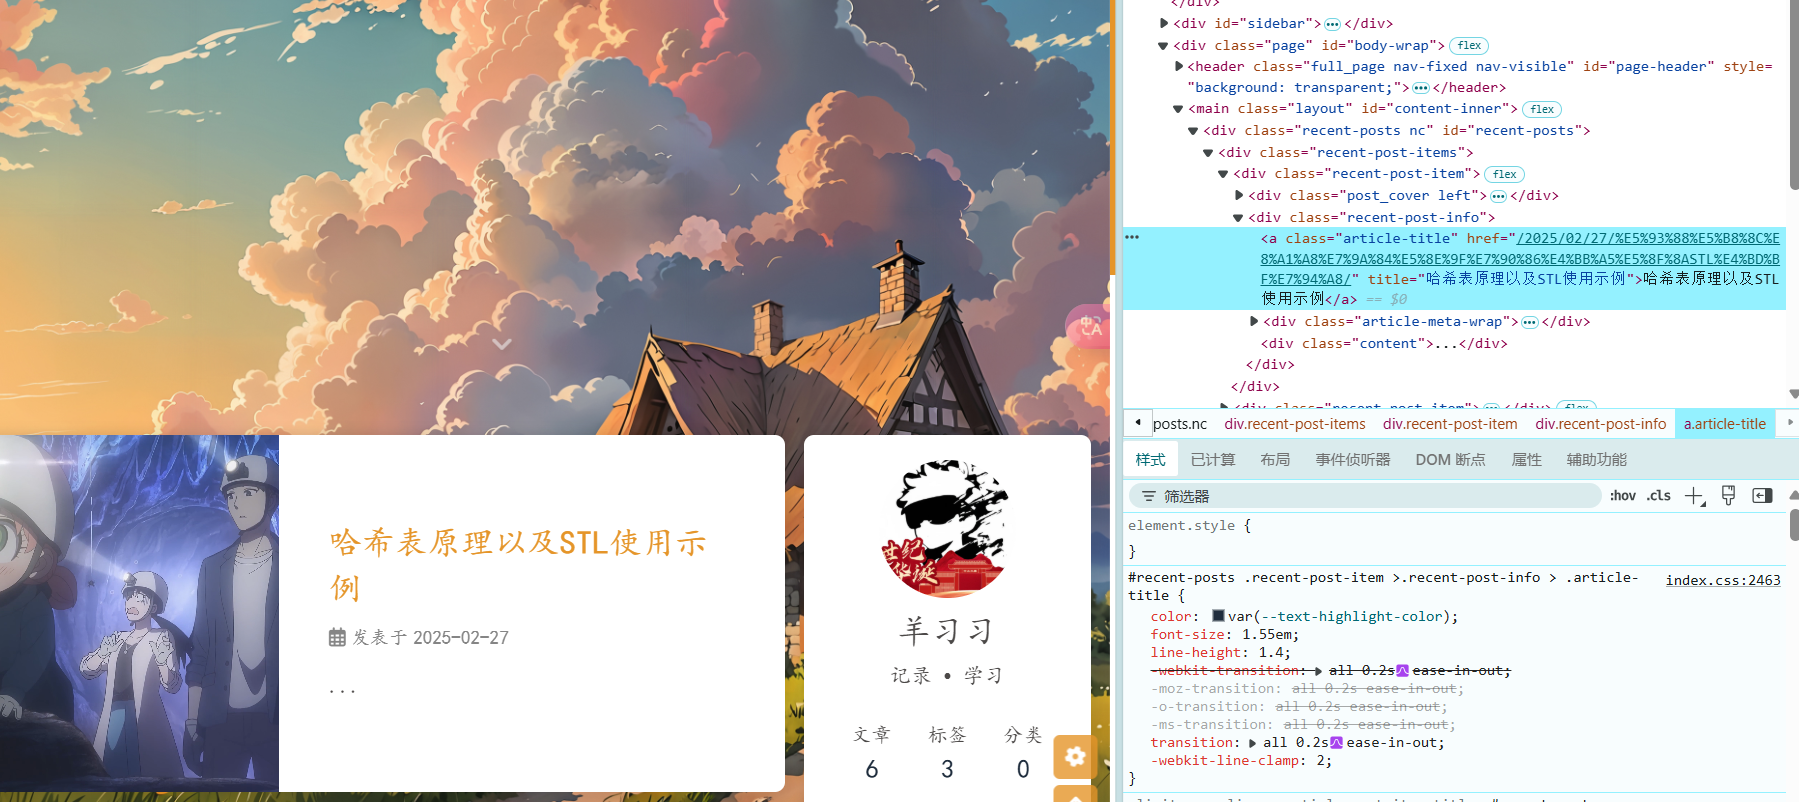 哈希表原理以及STL使用示
例
发表于 2025-02-27
...
世纪
华诞
羊习习
记录 • 学习
文章 标签 分类
6 3 0
</div>
<div id="sidebar">
</div>
<div class="page" id="body-wrap"> flex
<header class="full_page nav-fixed nav-visible" id="page-header" style=
"background: transparent;"> </header>
<main class="layout" id="content-inner"> flex
<div class="recent-posts nc" id="recent-posts">
<div class="recent-post-items">
<div class="recent-post-item"> flex
<div class="post_cover left"> </div>
<div class="recent-post-info">
<a class="article-title" href="/2025/02/27/%E5%93%88%E5%B8%8C%E
8%A1%A8%E7%9A%84%E5%8E%9F%E7%90%86%E4%BB%A5%E5%8F%8ASTL%E4%BD%B
F%E7%94%A8/" title="哈希表原理以及STL使用示例">哈希表原理以及STL
使用示例</a> == $0
<div class="article-meta-wrap"> </div>
<div class="content">...</div>
</div>
</div>
<div class="recent-post-item"> </div> flex
posts.nc div.recent-post-items div.recent-post-item div.recent-post-info a.article-title
样式 已计算 布局 事件侦听器 DOM 断点 属性 辅助功能
筛选器 :hov .cls
element.style {
}
#recent-posts .recent-post-item >.recent-post-info > .article- index.css:2463
title {
color: var(--text-highlight-color);
font-size: 1.55em;
line-height: 1.4;
-webkit-transition: all 0.2s ease-in-out;
-moz-transition: all 0.2s ease-in-out;
-o-transition: all 0.2s ease-in-out;
-ms-transition: all 0.2s ease-in-out;
transition: all 0.2s ease-in-out;
-webkit-line-clamp: 2;
}